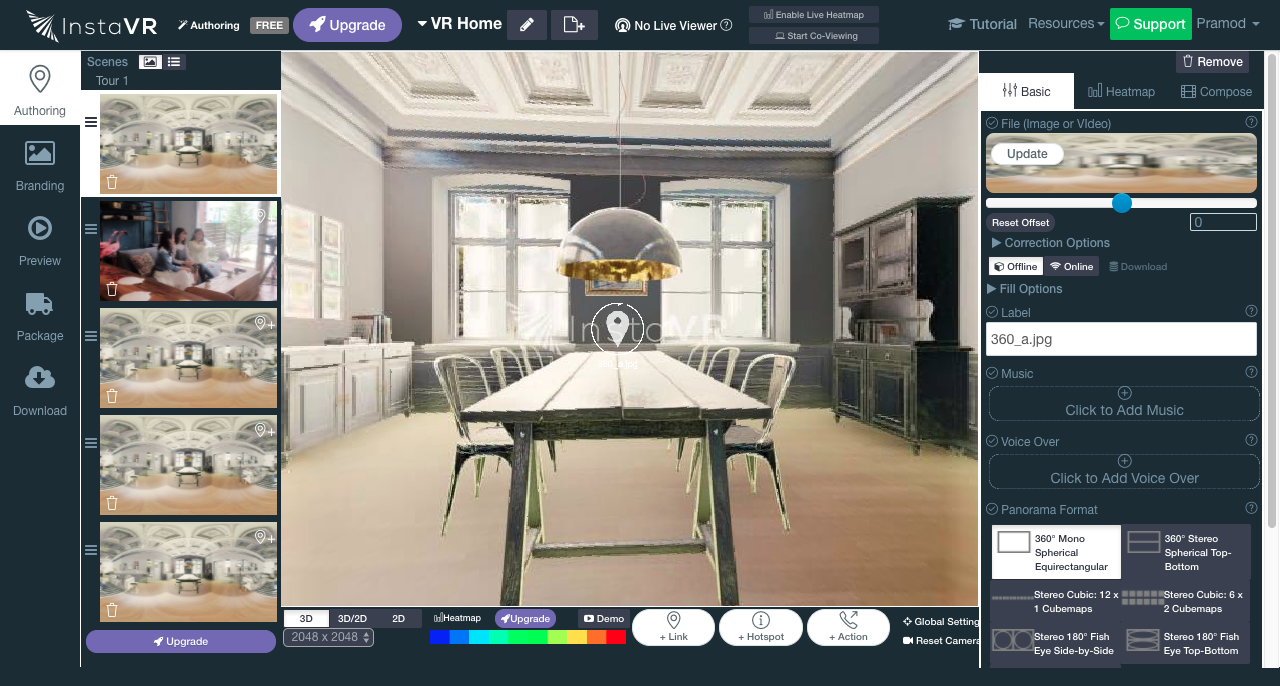 InstaVR
Authoring
FREE
Upgrade
VR Home
No Live Viewer
Enable Live Heatmap
Start Co-Viewing
Tutorial
Resources
Support
Pramod
Authoring
Branding
Preview
Package
Download
Scenes
Tour 1
Upgrade
InstaVR
360_a.jpg
3D
3D/2D
2D
2048 x 2048
Heatmap
Upgrade
Demo
+ Link
+ Hotspot
+ Action
Global Setting
Reset Camera
Remove
Basic
Heatmap
Compose
File (Image or VIdeo)
Update
Reset Offset
0
Correction Options
Offline
Online
Download
Fill Options
Label
360_a.jpg
Music
Click to Add Music
Voice Over
Click to Add Voice Over
Panorama Format
360° Mono
Spherical
Equirectangular
360° Stereo
Spherical Top-
Bottom
Stereo Cubic: 12 x
1 Cubemaps
Stereo Cubic: 6 x
2 Cubemaps
Stereo 180° Fish
Eye Side-by-Side
Stereo 180° Fish
Eye Top-Bottom